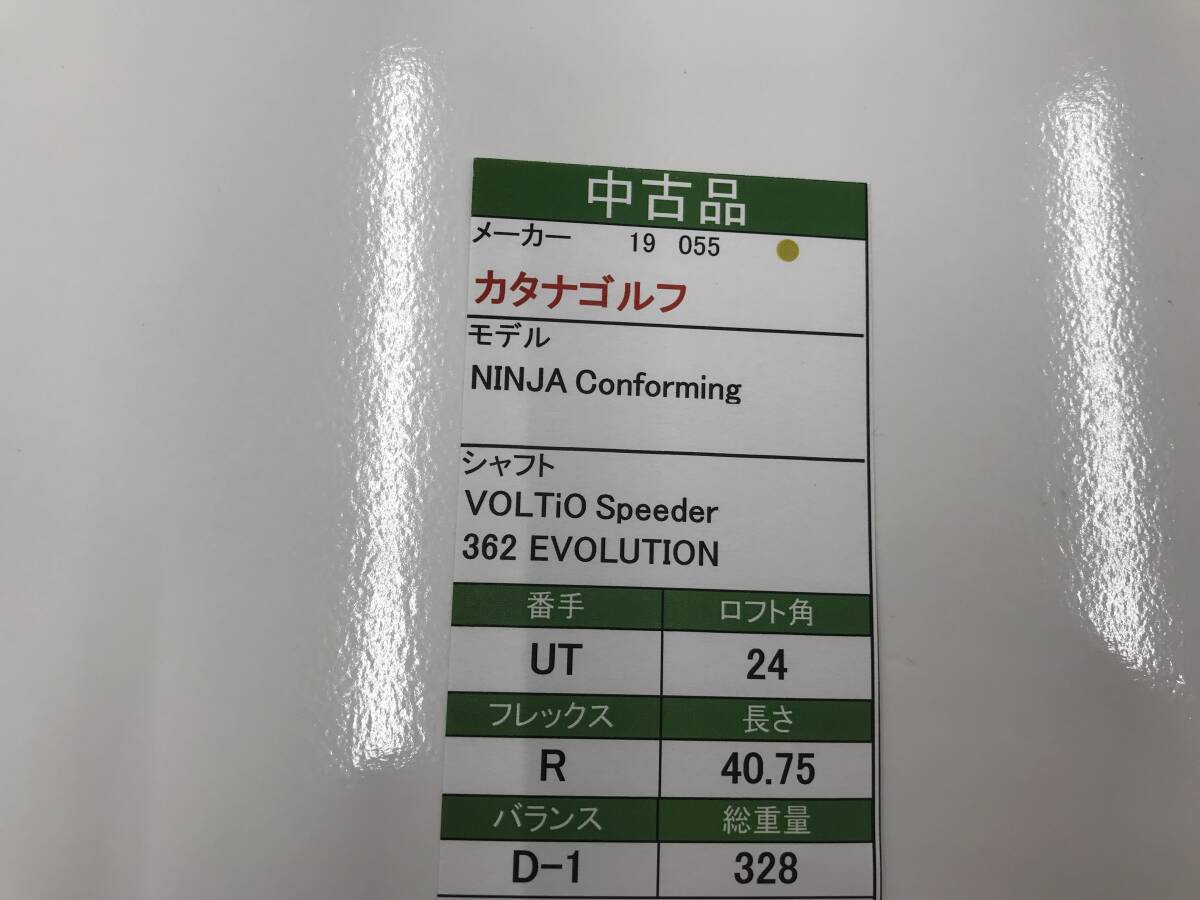 中古品
メーカー 19 055
カタナゴルフ
モデル
NINJA Conforming
シャフト
VOLTiO Speeder
362 EVOLUTION
番手 ロフト角
UT 24
フレックス 長さ
R 40.75
バランス 総重量
D-1 328